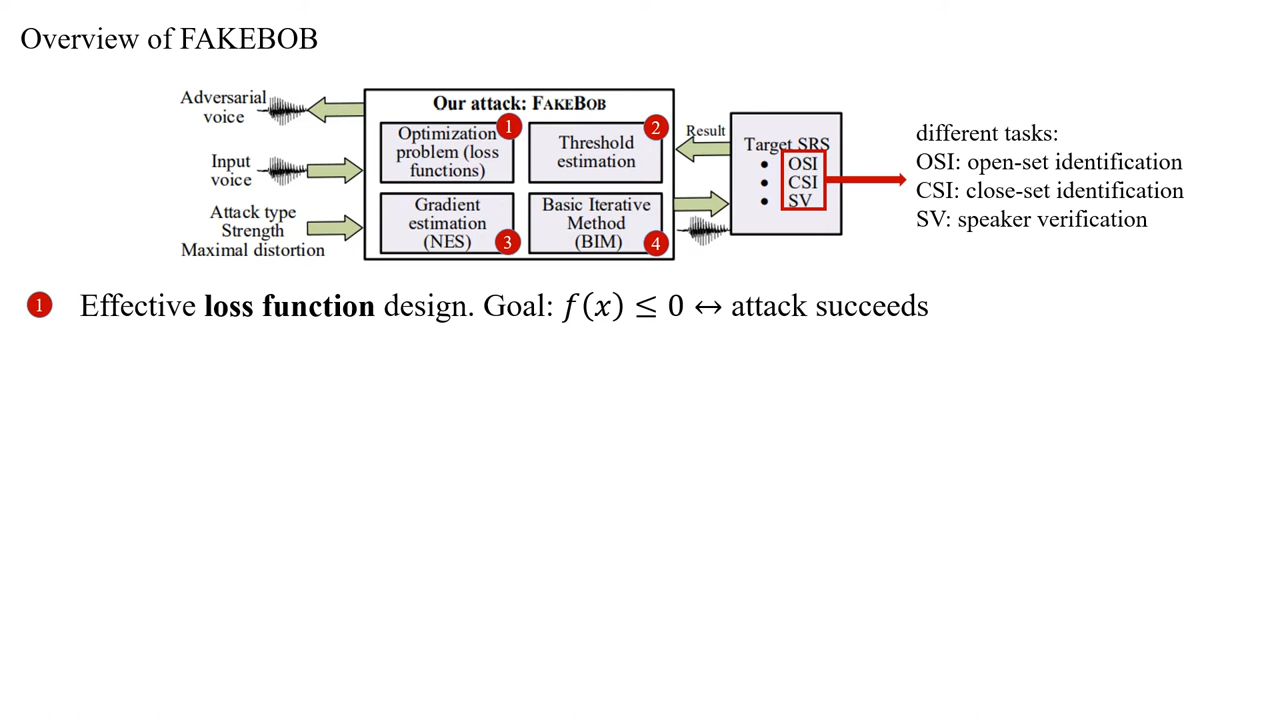 Overview of FAKEBOB
Adversarial
voice
Input
voice
Attack type
Strength
Maximal distortion
Our attack: FAKEBOB
Optimization
problem (loss
functions)
1
Threshold
estimation
2
Gradient
estimation
(NES)
3
Basic Iterative
Method
(BIM)
4
Result
Target SRS
• OSI
• CSI
• SV
different tasks:
OSI: open-set identification
CSI: close-set identification
SV: speaker verification
1 Effective loss function design. Goal: f(x) ≤ 0 ↔ attack succeeds